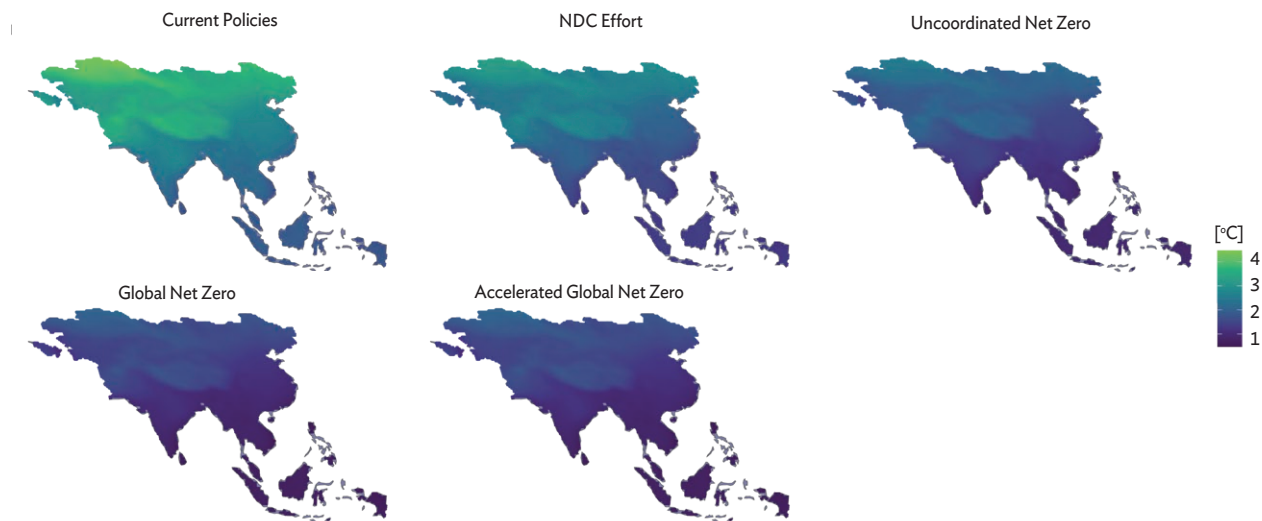 Current Policies
NDC Effort
Uncoordinated Net Zero
[°C]
4
3
2
1
Global Net Zero
Accelerated Global Net Zero